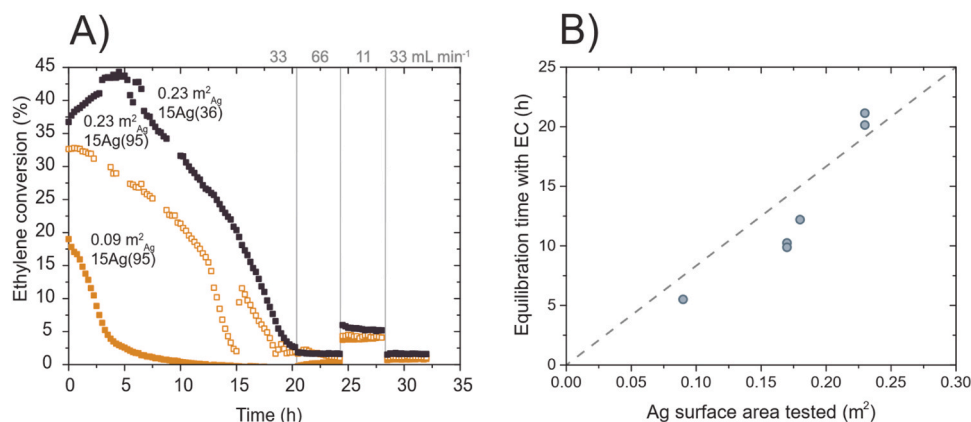 A)
33 66 11 33 mL min⁻¹
Ethylene conversion (%)
45
40
35
30
25
20
15
10
5
0
0.23 m²Ag
15Ag(36)
0.23 m²Ag
15Ag(95)
0.09 m²Ag
15Ag(95)
0 5 10 15 20 25 30 35
Time (h)
B)
Equilibration time with EC (h)
25
20
15
10
5
0
0.00 0.05 0.10 0.15 0.20 0.25 0.30
Ag surface area tested (m²)